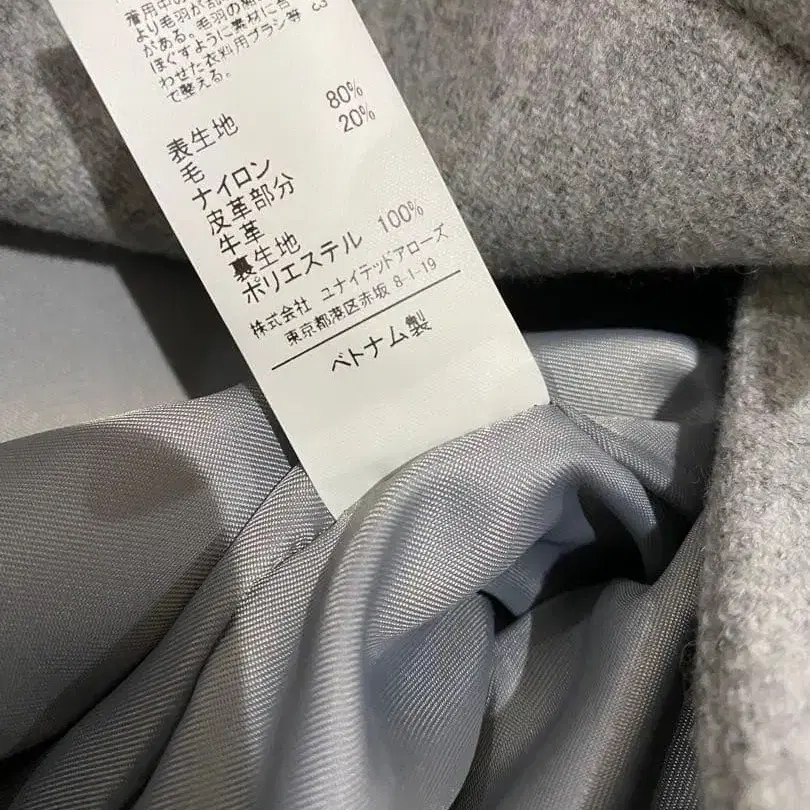 より毛羽が
がある。毛羽の
ほぐすように素材に合
わせた衣料用ブラシ等
で整える。
表生地
毛 80%
ナイロン 20%
皮革部分
牛革
裏生地
ポリエステル 100%
株式会社 ユナイテッドアローズ
東京都港区赤坂 8-1-19
ベトナム製